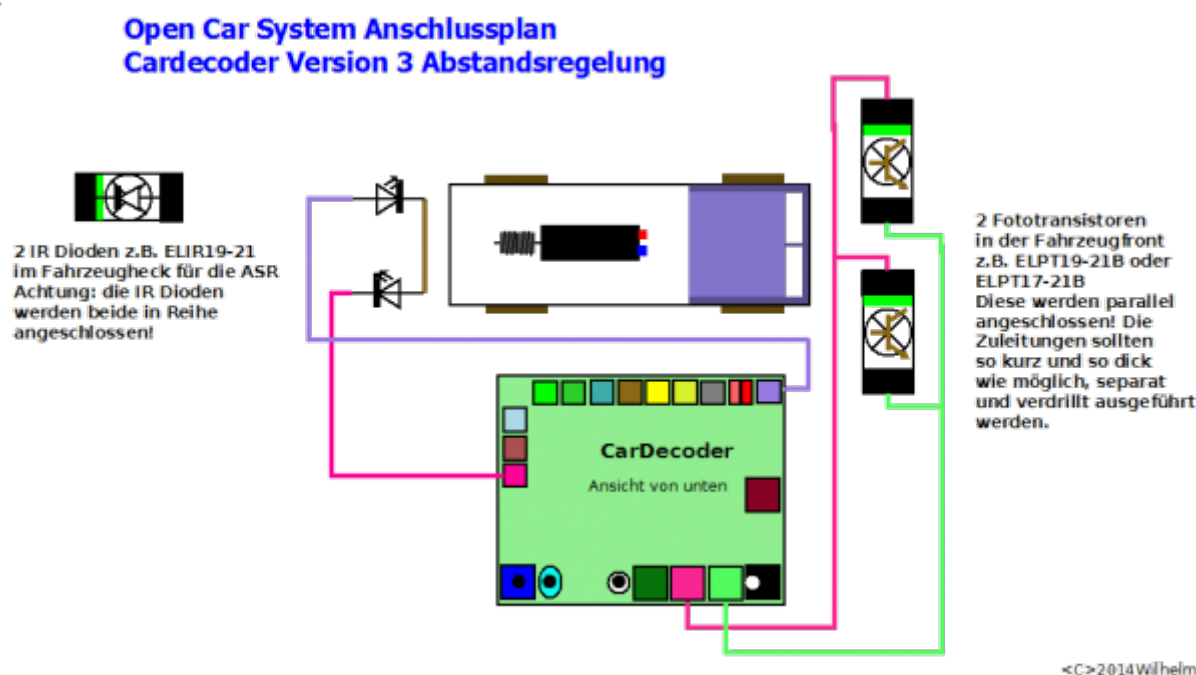 Open Car System Anschlussplan
Cardecoder Version 3 Abstandsregelung
2 IR Dioden z.B. ELIR19-21
im Fahrzeugheck für die ASR
Achtung: die IR Dioden
werden beide in Reihe
angeschlossen!
2 Fototransistoren
in der Fahrzeugfront
z.B. ELPT19-21B oder
ELPT17-21B
Diese werden parallel
angeschlossen! Die
Zuleitungen sollten
so kurz und so dick
wie möglich, separat
und verdrillt ausgeführt
werden.
CarDecoder
Ansicht von unten
<C>2014Wilhelm